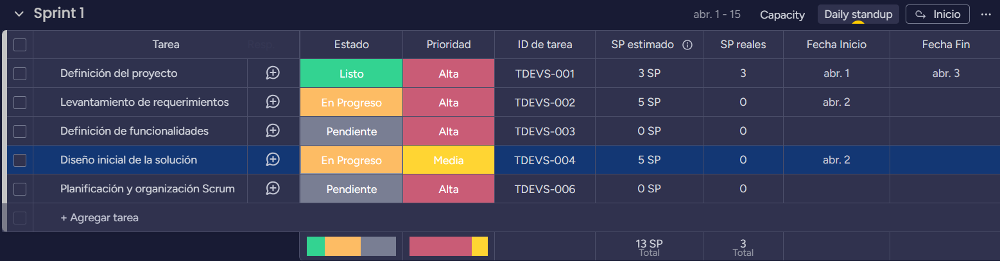 Sprint 1 abr. 1 - 15 Capacity Daily standup Inicio
Tarea Resp. Estado Prioridad ID de tarea SP estimado SP reales Fecha Inicio Fecha Fin
Definición del proyecto Listo Alta TDEVS-001 3 SP 3 abr. 1 abr. 3
Levantamiento de requerimientos En Progreso Alta TDEVS-002 5 SP 0 abr. 2
Definición de funcionalidades Pendiente Alta TDEVS-003 0 SP 0
Diseño inicial de la solución En Progreso Media TDEVS-004 5 SP 0 abr. 2
Planificación y organización Scrum Pendiente Alta TDEVS-006 0 SP 0
+ Agregar tarea
13 SP 3
Total Total